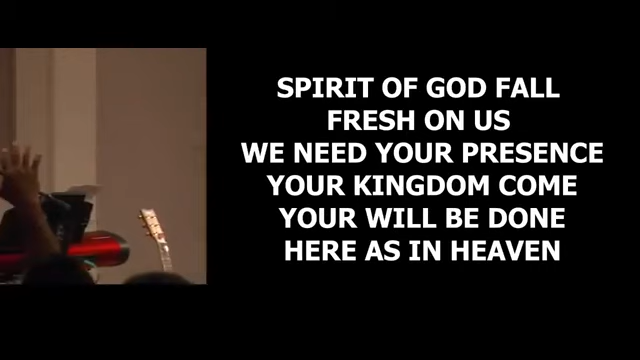 SPIRIT OF GOD FALL
FRESH ON US
WE NEED YOUR PRESENCE
YOUR KINGDOM COME
YOUR WILL BE DONE
HERE AS IN HEAVEN